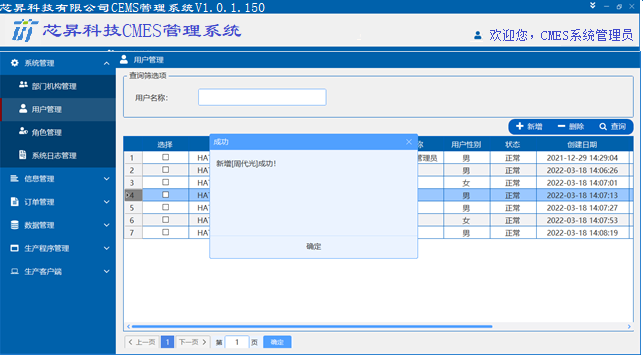 芯昇科技有限公司CEMS管理系统V1.0.1.150
芯昇科技CMES管理系统
欢迎您，CMES系统管理员
系统管理
部门机构管理
用户管理
角色管理
系统日志管理
信息管理
订单管理
数据管理
生产程序管理
生产客户端
用户管理
查询筛选项
用户名称：
新增 删除 查询
选择 用户性别 状态 创建日期
1 HA 管理员 男 正常 2021-12-29 14:29:04
2 HA 男 正常 2022-03-18 14:06:26
3 HA 女 正常 2022-03-18 14:07:01
4 HA 男 正常 2022-03-18 14:07:13
5 HA 男 正常 2022-03-18 14:07:27
6 HA 女 正常 2022-03-18 14:07:53
7 HA 男 正常 2022-03-18 14:08:19
成功
新增[周代光]成功！
确定
上一页 1 下一页 第 1 页 确定